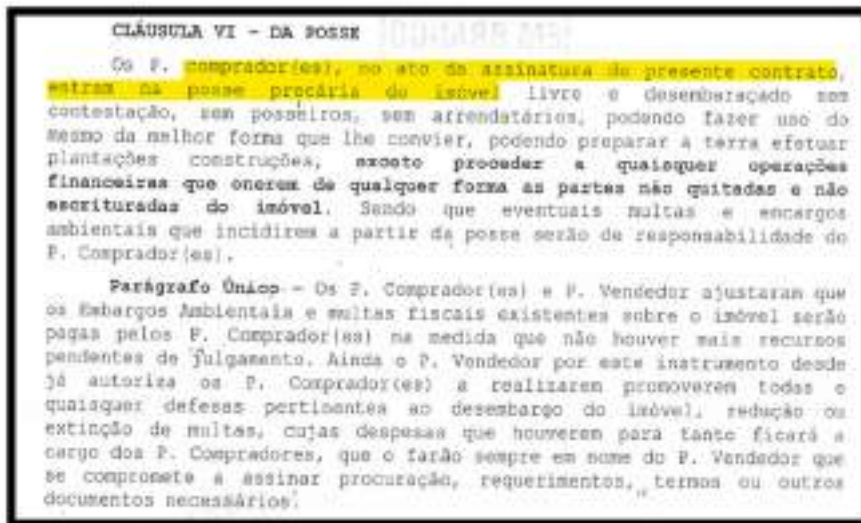 CLÁUSULA VI - DA POSSE
Os P. comprador(es), no ato da assinatura do presente contrato,
entram na posse precária do imóvel livre e desembaraçado sem
contestação, sem posseiros, sem arrendatários, podendo fazer uso do
mesmo da melhor forma que lhe convier, podendo preparar a terra efetuar
plantações construções, exceto proceder a quaisquer operações
financeiras que onerem de qualquer forma as partes não quitadas e não
escrituradas do imóvel. Sendo que eventuais multas e encargos
ambientais que incidirem a partir da posse serão de responsabilidade do
P. Comprador(es).
Parágrafo Único - Os P. Comprador(es) e P. Vendedor ajustaram que
os Embargos Ambientais e multas fiscais existentes sobre o imóvel serão
pagas pelos P. Comprador(es) na medida que não houver mais recursos
pendentes de julgamento. Ainda o P. Vendedor por este instrumento desde
já autoriza os P. Comprador(es) a realizarem promoverem todas e
quaisquer defesas pertinentes ao desembargo do imóvel, redução ou
extinção de multas, cujas despesas que houverem para tanto ficará a
cargo dos P. Compradores, que o farão sempre em nome do P. Vendedor que
se compromete a assinar procuração, requerimentos, termos ou outros
documentos necessários.